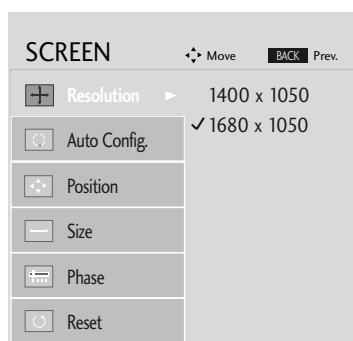 SCREEN Move BACK Prev.
Resolution 1400 x 1050
✓ 1680 x 1050
Auto Config.
Position
Size
Phase
Reset